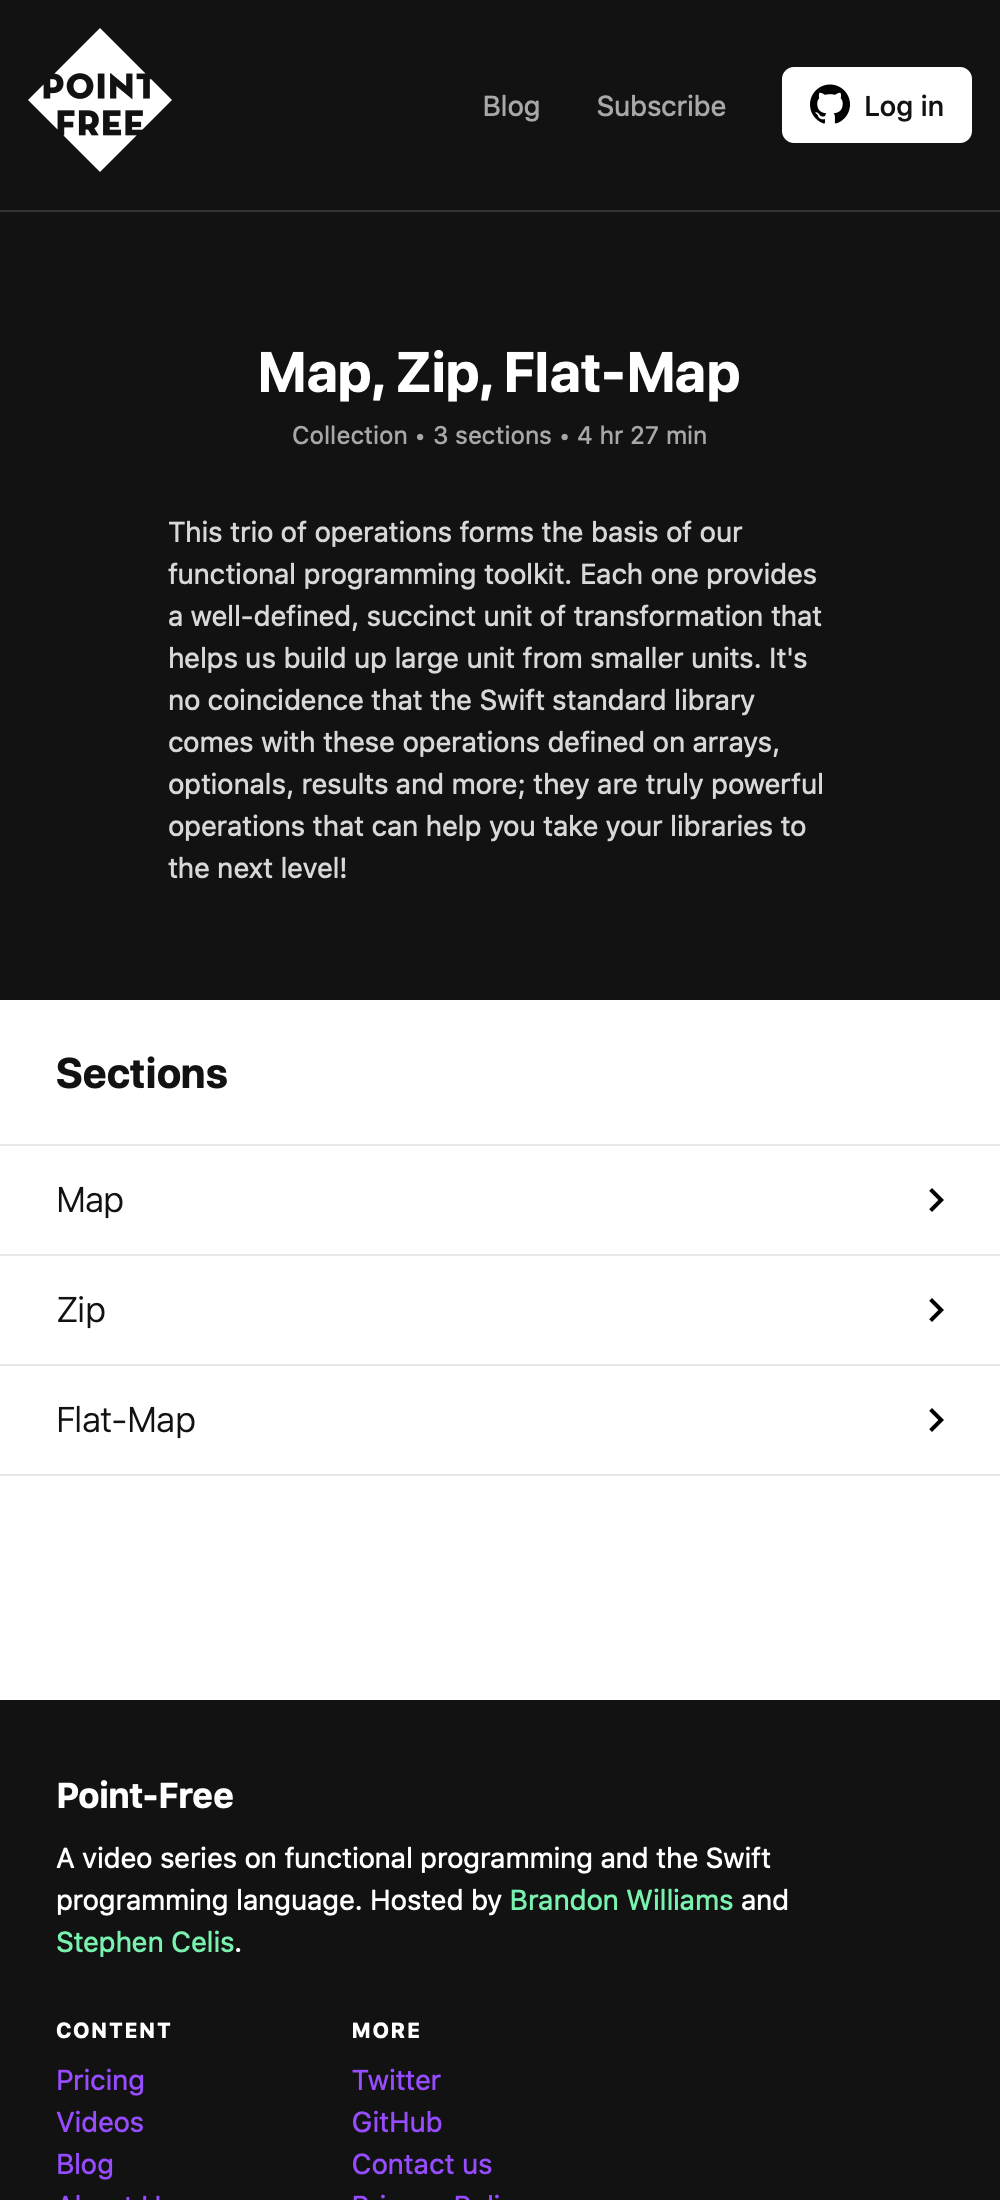 POINT
FREE
Blog
Subscribe
Log in
Map, Zip, Flat-Map
Collection • 3 sections • 4 hr 27 min
This trio of operations forms the basis of our
functional programming toolkit. Each one provides
a well-defined, succinct unit of transformation that
helps us build up large unit from smaller units. It's
no coincidence that the Swift standard library
comes with these operations defined on arrays,
optionals, results and more; they are truly powerful
operations that can help you take your libraries to
the next level!
Sections
Map
Zip
Flat-Map
Point-Free
A video series on functional programming and the Swift
programming language. Hosted by Brandon Williams and
Stephen Celis.
CONTENT
Pricing
Videos
Blog
MORE
Twitter
GitHub
Contact us